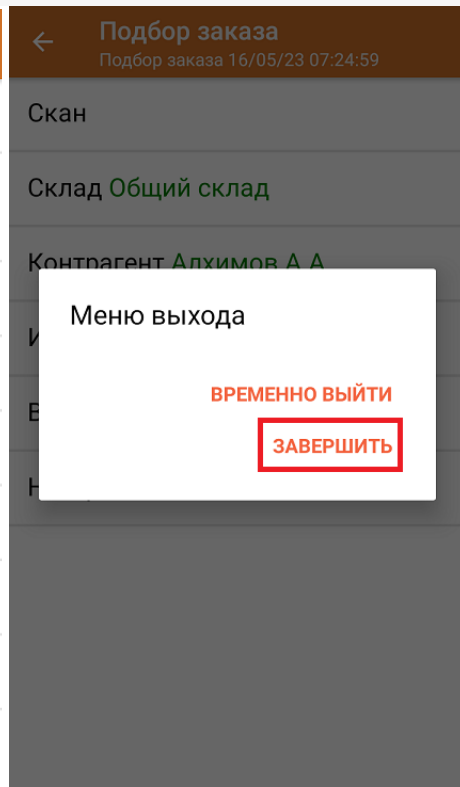 Подбор заказа
Подбор заказа 16/05/23 07:24:59
Скан
Склад Общий склад
Контрагент Алхимов А А
Меню выхода
ВРЕМЕННО ВЫЙТИ
ЗАВЕРШИТЬ